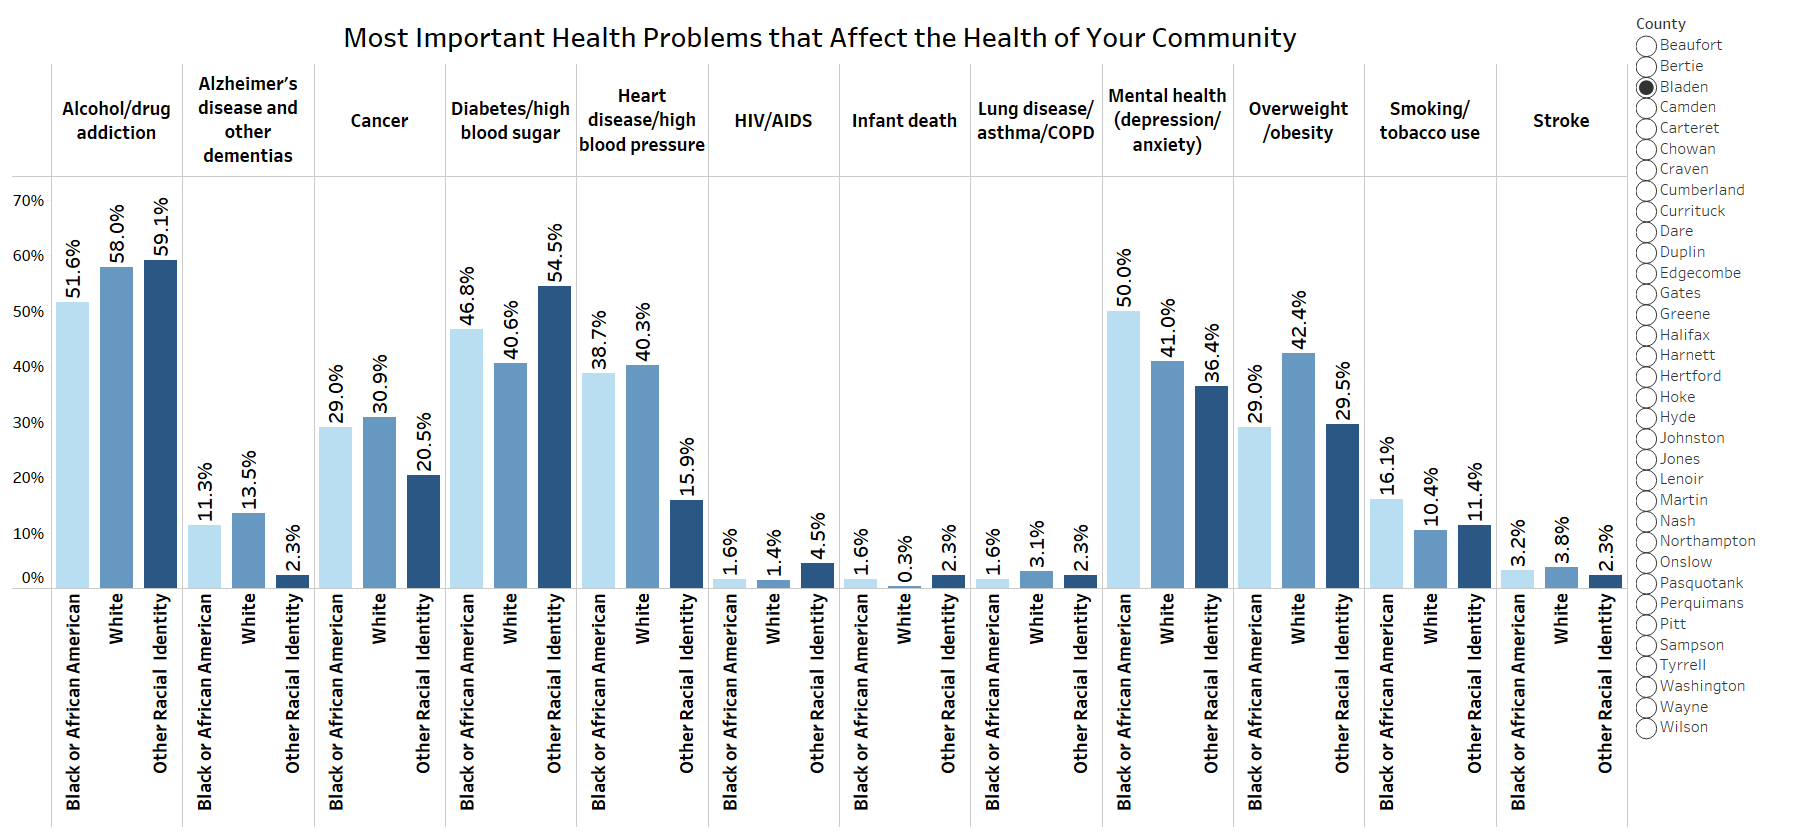 Most Important Health Problems that Affect the Health of Your Community
Alcohol/drug
addiction
Alzheimer's
disease and
other
dementias
Cancer
Diabetes/high
blood sugar
Heart
disease/high
blood pressure
HIV/AIDS
Infant death
Lung disease/
asthma/COPD
Mental health
(depression/
anxiety)
Overweight
/obesity
Smoking/
tobacco use
Stroke
70%
60%
50%
40%
30%
20%
10%
0%
51.6%
58.0%
59.1%
11.3%
13.5%
2.3%
29.0%
30.9%
20.5%
46.8%
40.6%
54.5%
38.7%
40.3%
15.9%
1.6%
1.4%
4.5%
1.6%
0.3%
2.3%
1.6%
3.1%
2.3%
50.0%
41.0%
36.4%
29.0%
42.4%
29.5%
16.1%
10.4%
11.4%
3.2%
3.8%
2.3%
Black or African American
White
Other Racial Identity
Black or African American
White
Other Racial Identity
Black or African American
White
Other Racial Identity
Black or African American
White
Other Racial Identity
Black or African American
White
Other Racial Identity
Black or African American
White
Other Racial Identity
Black or African American
White
Other Racial Identity
Black or African American
White
Other Racial Identity
Black or African American
White
Other Racial Identity
Black or African American
White
Other Racial Identity
Black or African American
White
Other Racial Identity
Black or African American
White
Other Racial Identity
County
Beaufort
Bertie
Bladen
Camden
Carteret
Chowan
Craven
Cumberland
Currituck
Dare
Duplin
Edgecombe
Gates
Greene
Halifax
Harnett
Hertford
Hoke
Hyde
Johnston
Jones
Lenoir
Martin
Nash
Northampton
Onslow
Pasquotank
Perquimans
Pitt
Sampson
Tyrrell
Washington
Wayne
Wilson